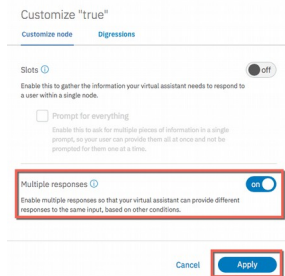 Customize "true"
Customize node Digressions
Slots
off
Enable this to gather the information your virtual assistant needs to respond to
a user within a single node.
Prompt for everything
Enable this to ask for multiple pieces of information in a single
prompt, so your user can provide them all at once and not be
prompted for them one at a time.
Multiple responses
on
Enable multiple responses so that your virtual assistant can provide different
responses to the same input, based on other conditions.
Cancel Apply